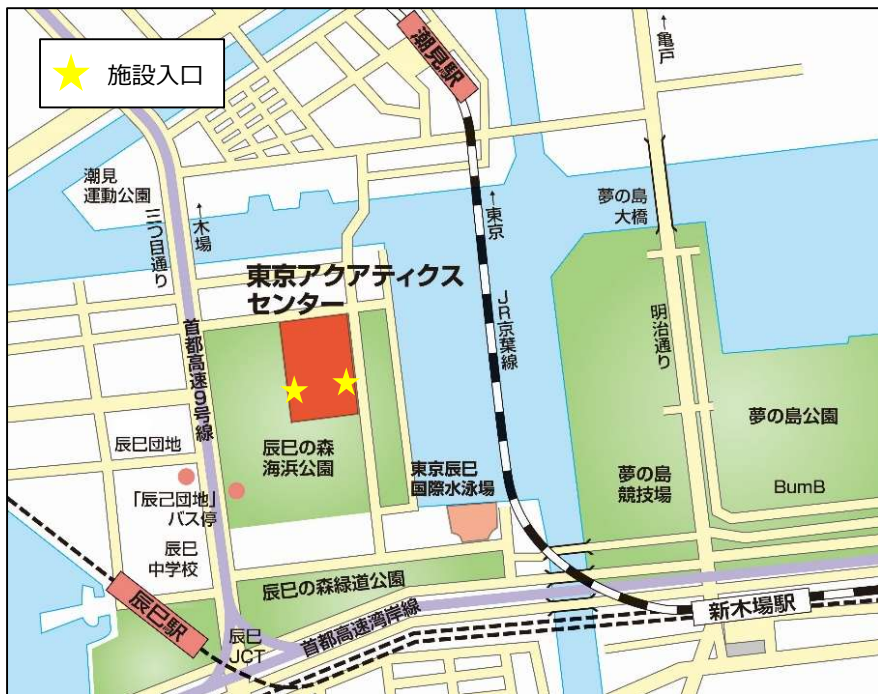 施設入口
潮見駅
←亀戸
潮見
運動公園
三つ目通り
←木場
←東京
夢の島
大橋
東京アクアティクス
センター
JR京葉線
明治通り
首都高速9号線
辰巳団地
辰巳の森
海浜公園
東京辰巳
国際水泳場
夢の島公園
夢の島
競技場
BumB
「辰己団地」
バス停
辰巳
中学校
辰巳の森緑道公園
辰巳駅
首都高速湾岸線
新木場駅
辰巳
JCT